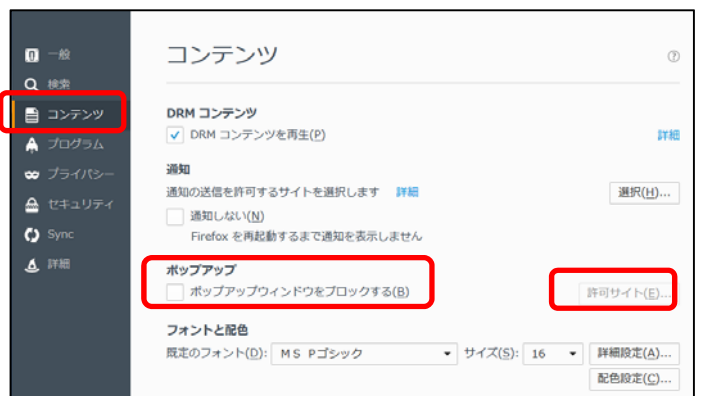 一般
検索
コンテンツ
プログラム
プライバシー
セキュリティ
Sync
詳細
コンテンツ
DRM コンテンツ
DRM コンテンツを再生(P)
詳細
通知
通知の送信を許可するサイトを選択します 詳細
選択(H)...
通知しない(N)
Firefox を再起動するまで通知を表示しません
ポップアップ
ポップアップウィンドウをブロックする(B)
許可サイト(E)...
フォントと配色
既定のフォント(D): ＭＳ Ｐゴシック サイズ(S): 16 詳細設定(A)...
配色設定(C)...